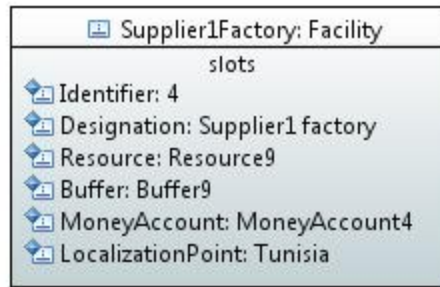 Supplier1Factory: Facility
slots
Identifier: 4
Designation: Supplier1 factory
Resource: Resource9
Buffer: Buffer9
MoneyAccount: MoneyAccount4
LocalizationPoint: Tunisia